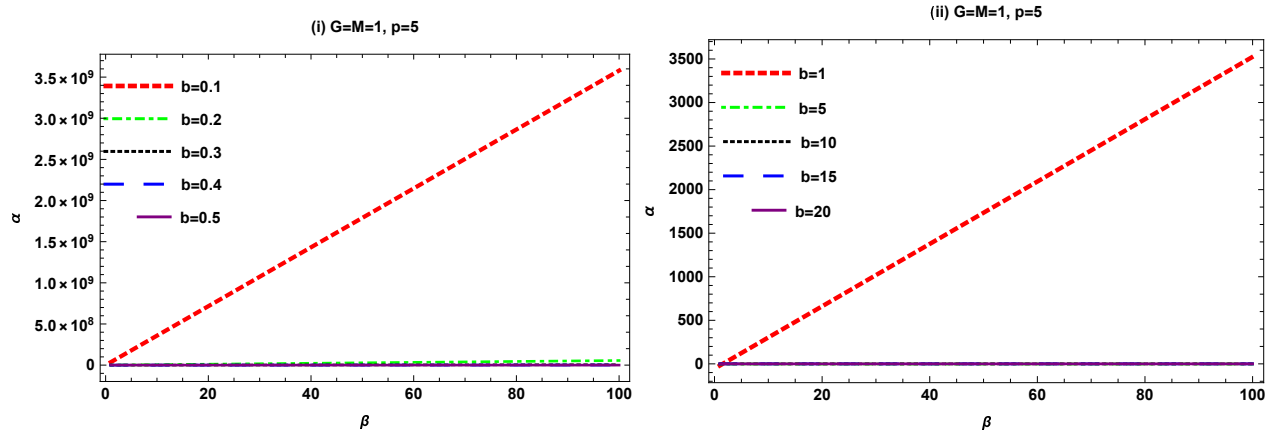 (i) G=M=1, p=5
3.5×10⁹
3.0×10⁹
2.5×10⁹
2.0×10⁹
1.5×10⁹
1.0×10⁹
5.0×10⁸
0
α
b=0.1
b=0.2
b=0.3
b=0.4
b=0.5
0 20 40 60 80 100
β
(ii) G=M=1, p=5
3500
3000
2500
2000
1500
1000
500
0
α
b=1
b=5
b=10
b=15
b=20
0 20 40 60 80 100
β